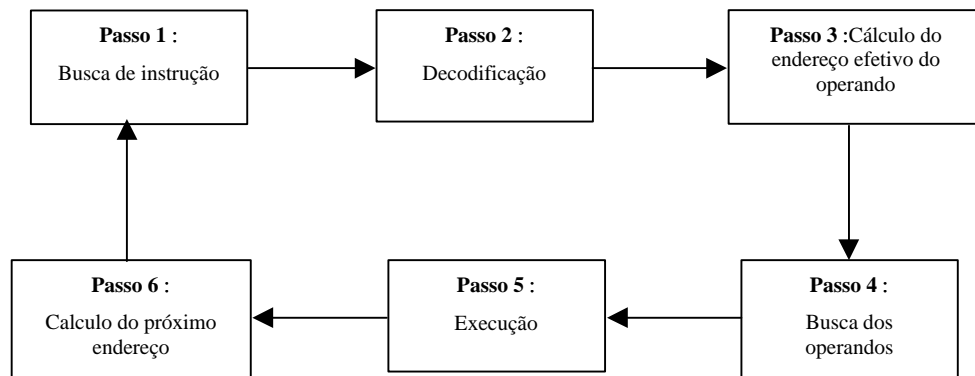 Passo 1 :
Busca de instrução
Passo 2 :
Decodificação
Passo 3 :Cálculo do
endereço efetivo do
operando
Passo 4 :
Busca dos
operandos
Passo 5 :
Execução
Passo 6 :
Calculo do próximo
endereço